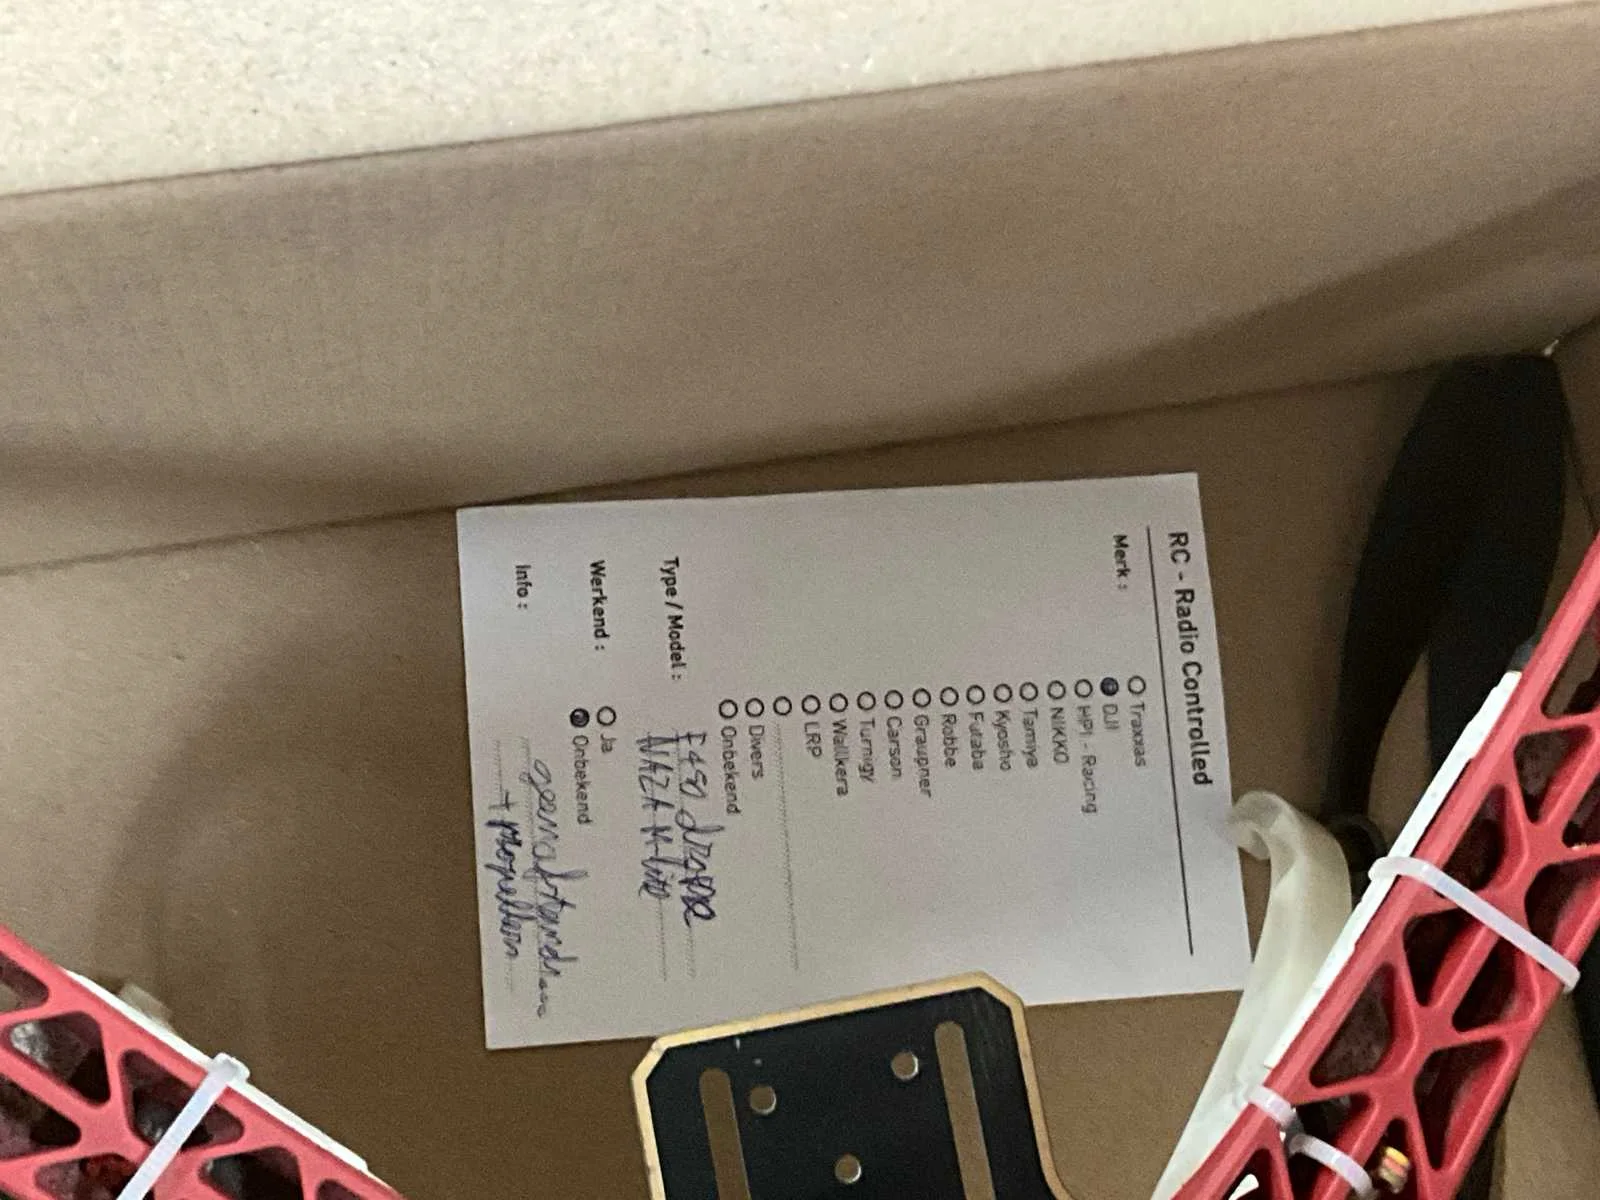 RC - Radio Controlled
Merk :
Traxxas
DJI
HPI - Racing
NIKKO
Tamiya
Kyosho
Futaba
Robbe
Graupner
Carson
Turnigy
Walkera
LRP
Divers
Onbekend
Type / Model : F450 drone
NAZA M-lite
Werkend :
Ja
Onbekend
Info :
+ propellers